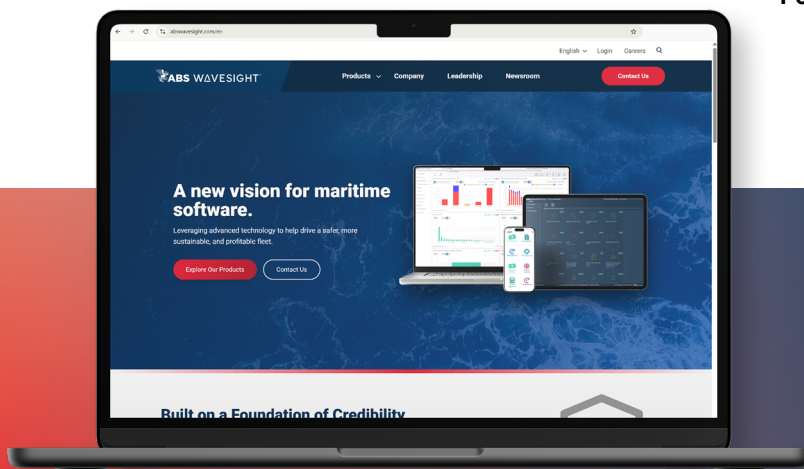 abswavesight.com/en
English
Login
Careers
ABS WAVESIGHT
Products
Company
Leadership
Newsroom
Contact Us
A new vision for maritime
software.
Leveraging advanced technology to help drive a safer, more
sustainable, and profitable fleet.
Explore Our Products
Contact Us
Built on a Foundation of Credibility